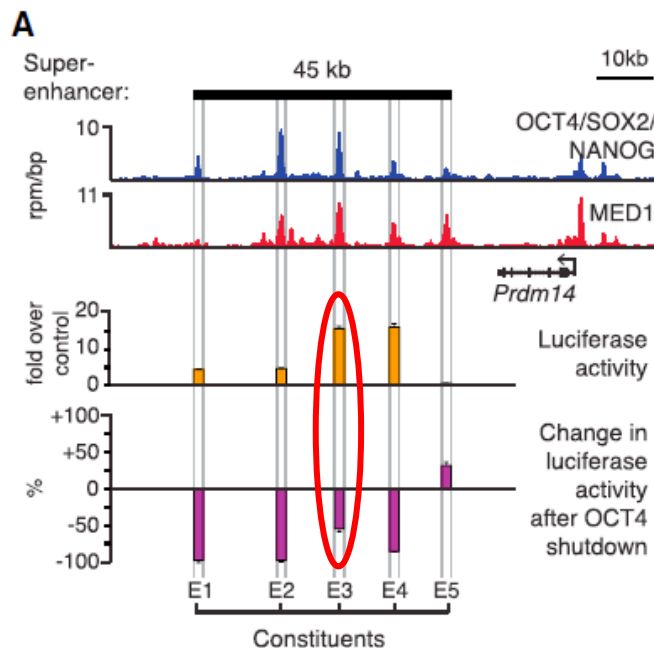 A
Super-
enhancer:
45 kb
10kb
10
rpm/bp
OCT4/SOX2/
NANOG
11
MED1
Prdm14
fold over
control
20
10
0
Luciferase
activity
%
+100
+50
0
-50
-100
Change in
luciferase
activity
after OCT4
shutdown
E1 E2 E3 E4 E5
Constituents